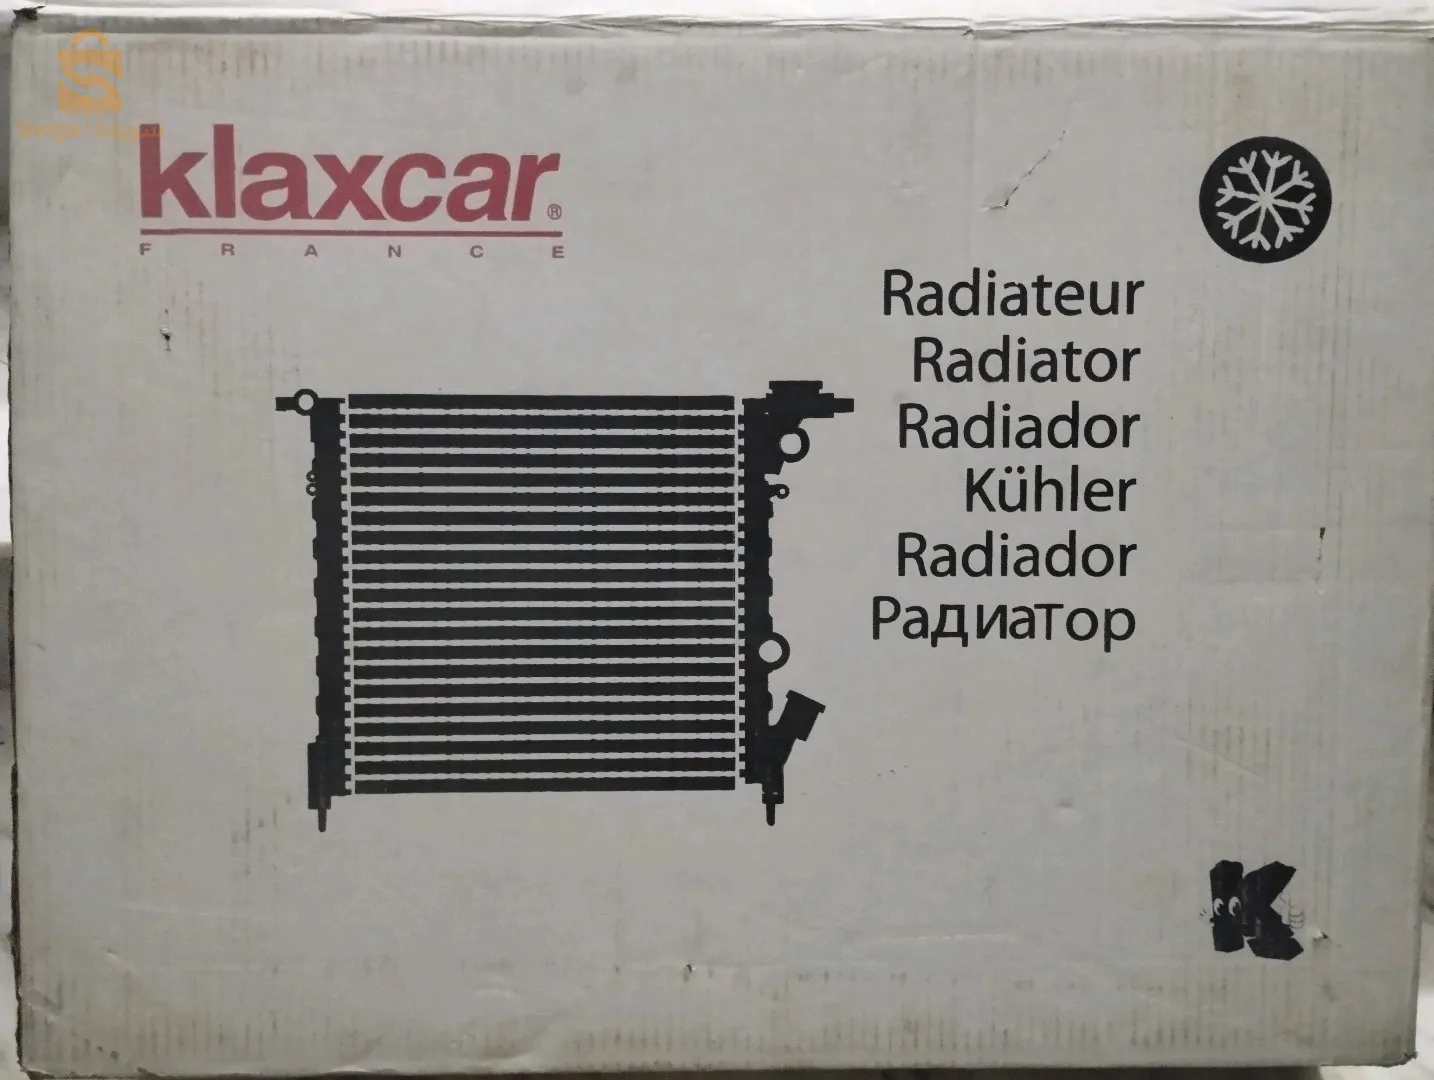 klaxcar®
FRANCE
Radiateur
Radiator
Radiador
Kühler
Radiador
Радиатор